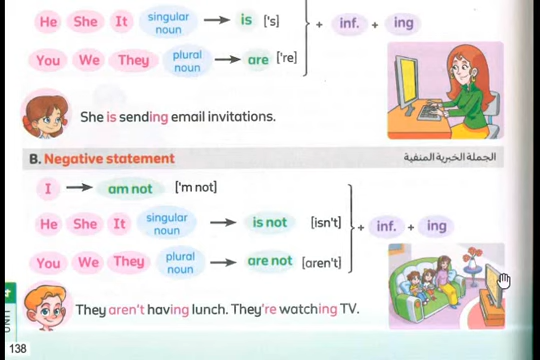 He She It singular noun → is ['s]
+ inf. + ing
You We They plural noun → are ['re]
She is sending email invitations.
B. Negative statement الجملة الخبرية المنفية
I → am not ['m not]
He She It singular noun → is not [isn't]
+ inf. + ing
You We They plural noun → are not [aren't]
They aren't having lunch. They're watching TV.
UNIT
138